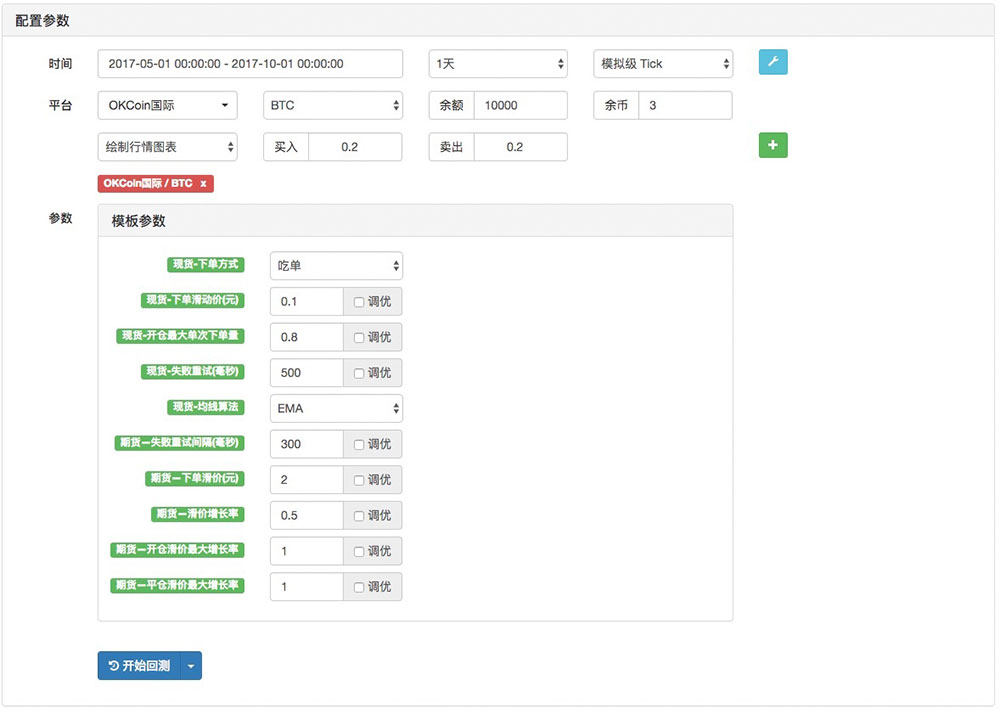 配置参数
时间 2017-05-01 00:00:00 - 2017-10-01 00:00:00 1天 模拟级 Tick
平台 OKCoin国际 BTC 余额 10000 余币 3
绘制行情图表 买入 0.2 卖出 0.2
OKCoin国际 / BTC x
参数 模板参数
现货-下单方式 吃单
现货-下单滑动价(元) 0.1 调优
现货-开仓最大单次下单量 0.8 调优
现货-失败重试(毫秒) 500 调优
现货-均线算法 EMA
期货—失败重试间隔(毫秒) 300 调优
期货—下单滑价(元) 2 调优
期货—滑价增长率 0.5 调优
期货—开仓滑价最大增长率 1 调优
期货—平仓滑价最大增长率 1 调优
开始回测